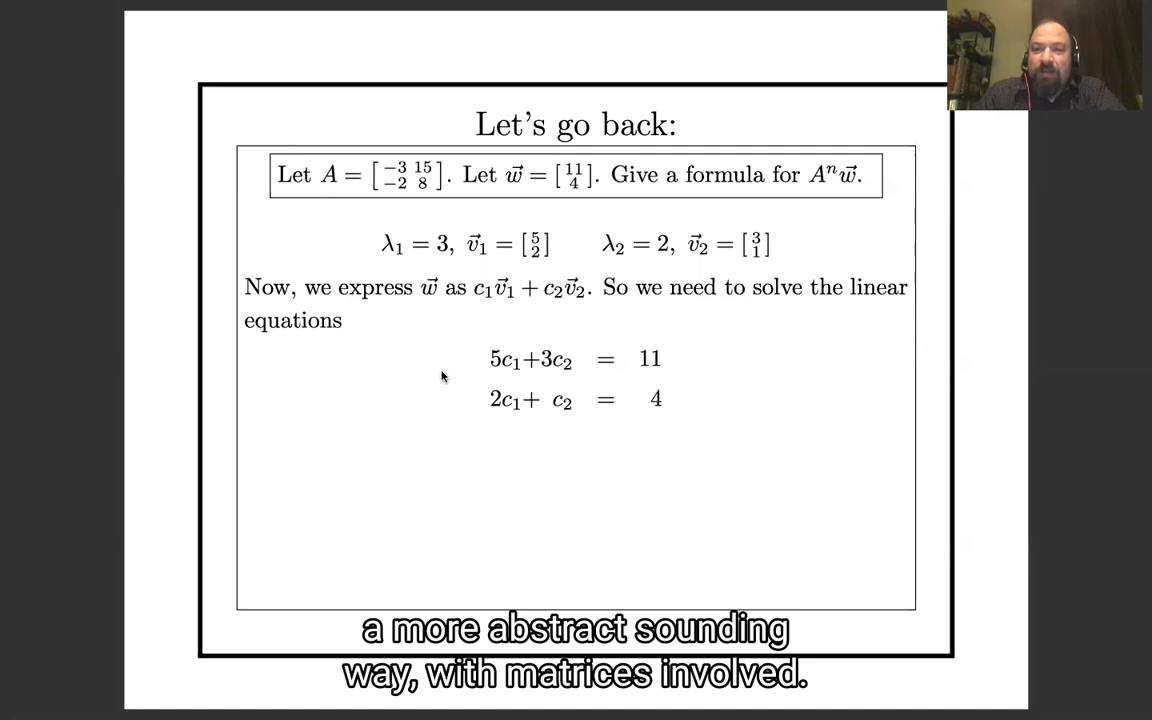 Let's go back:
Let A = [−3 15 −2 8]. Let w⃗ = [11 4]. Give a formula for Aⁿw⃗.
λ₁ = 3, v⃗₁ = [5 2] λ₂ = 2, v⃗₂ = [3 1]
Now, we express w⃗ as c₁v⃗₁ + c₂v⃗₂. So we need to solve the linear
equations
5c₁+3c₂ = 11
2c₁+ c₂ = 4
a more abstract sounding
way, with matrices involved.